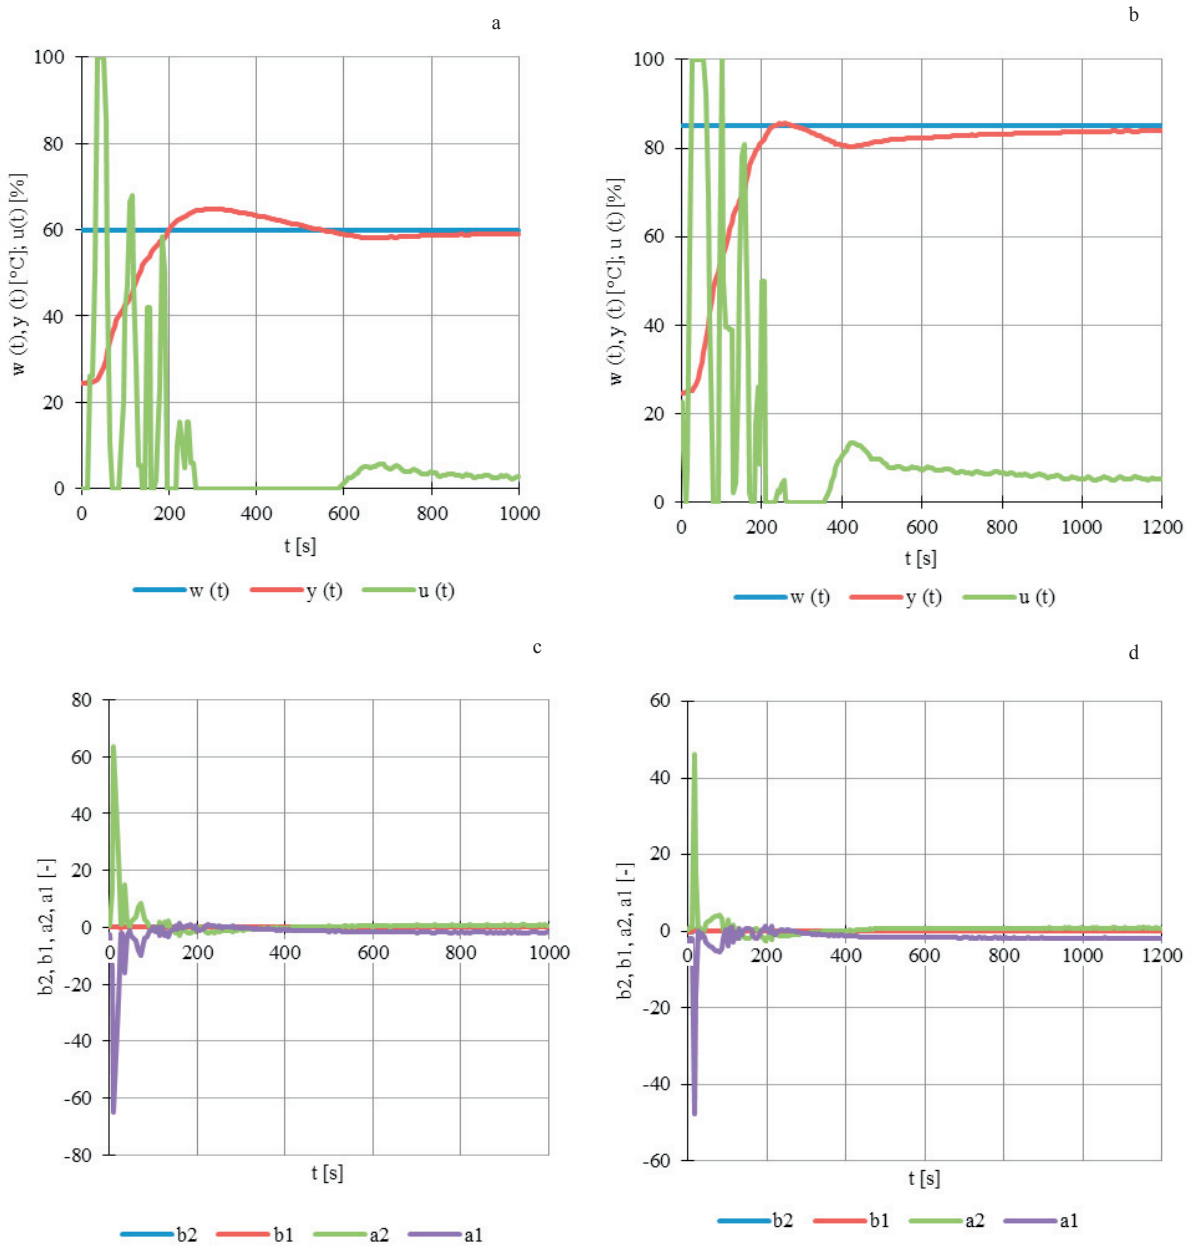 a
w (t), y (t) [°C]; u(t) [%]
100
80
60
40
20
0
0 200 400 600 800 1000
t [s]
w (t) y (t) u (t)
b
w (t), y (t) [°C]; u (t) [%]
100
80
60
40
20
0
0 200 400 600 800 1000 1200
t [s]
w (t) y (t) u (t)
c
b2, b1, a2, a1 [-]
80
60
40
20
0
-20
-40
-60
-80
0 200 400 600 800 1000
t [s]
b2 b1 a2 a1
d
b2, b1, a2, a1 [-]
60
40
20
0
-20
-40
-60
0 200 400 600 800 1000 1200
t [s]
b2 b1 a2 a1